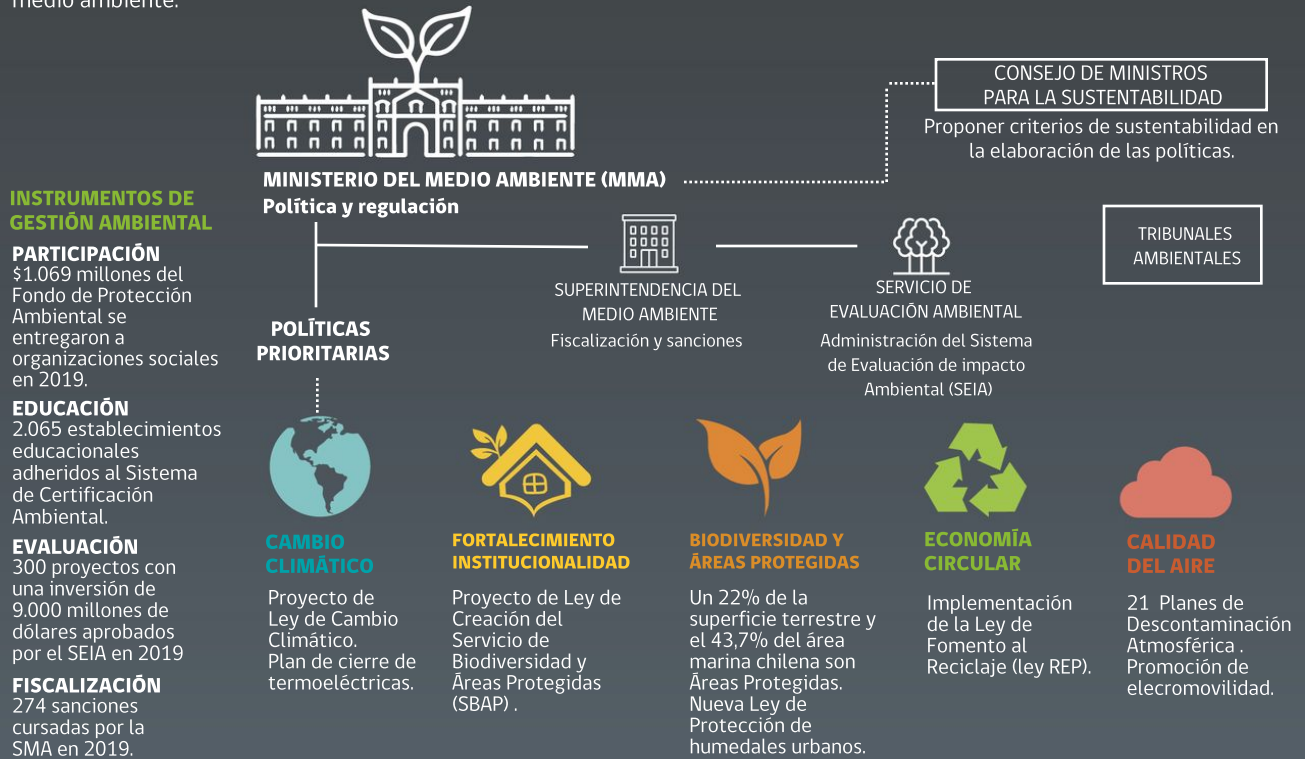 medio ambiente.
CONSEJO DE MINISTROS
PARA LA SUSTENTABILIDAD
Proponer criterios de sustentabilidad en
la elaboración de las políticas.
MINISTERIO DEL MEDIO AMBIENTE (MMA)
Política y regulación
TRIBUNALES
AMBIENTALES
SUPERINTENDENCIA DEL
MEDIO AMBIENTE
Fiscalización y sanciones
SERVICIO DE
EVALUACIÓN AMBIENTAL
Administración del Sistema
de Evaluación de impacto
Ambiental (SEIA)
INSTRUMENTOS DE
GESTIÓN AMBIENTAL
PARTICIPACIÓN
$1.069 millones del
Fondo de Protección
Ambiental se
entregaron a
organizaciones sociales
en 2019.
EDUCACIÓN
2.065 establecimientos
educacionales
adheridos al Sistema
de Certificación
Ambiental.
EVALUACIÓN
300 proyectos con
una inversión de
9.000 millones de
dólares aprobados
por el SEIA en 2019
FISCALIZACIÓN
274 sanciones
cursadas por la
SMA en 2019.
POLÍTICAS
PRIORITARIAS
CAMBIO
CLIMÁTICO
Proyecto de
Ley de Cambio
Climático.
Plan de cierre de
termoeléctricas.
FORTALECIMIENTO
INSTITUCIONALIDAD
Proyecto de Ley de
Creación del
Servicio de
Biodiversidad y
Áreas Protegidas
(SBAP) .
BIODIVERSIDAD Y
ÁREAS PROTEGIDAS
Un 22% de la
superficie terrestre y
el 43,7% del área
marina chilena son
Áreas Protegidas.
Nueva Ley de
Protección de
humedales urbanos.
ECONOMÍA
CIRCULAR
Implementación
de la Ley de
Fomento al
Reciclaje (ley REP).
CALIDAD
DEL AIRE
21 Planes de
Descontaminación
Atmosférica .
Promoción de
elecromovilidad.